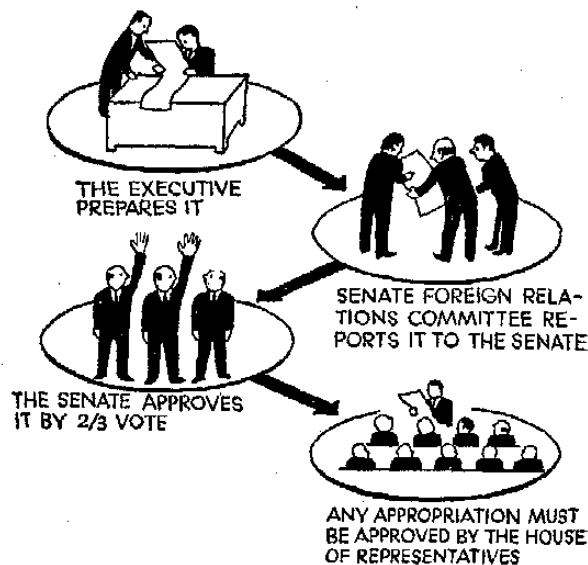 THE EXECUTIVE
PREPARES IT
SENATE FOREIGN RELA-
TIONS COMMITTEE RE-
PORTS IT TO THE SENATE
THE SENATE APPROVES
IT BY 2/3 VOTE
ANY APPROPRIATION MUST
BE APPROVED BY THE HOUSE
OF REPRESENTATIVES